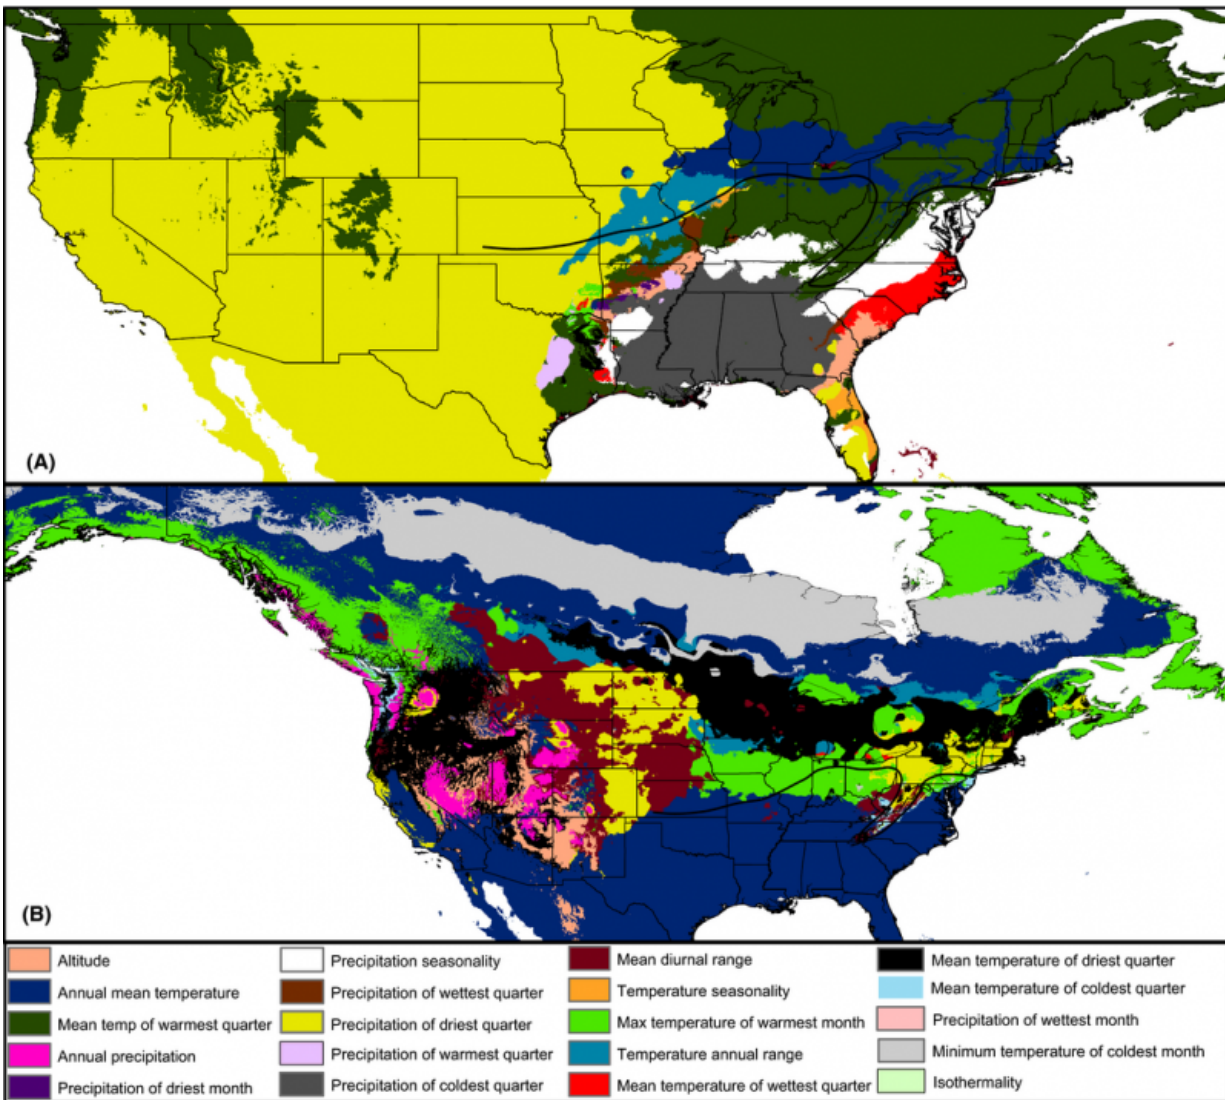 (A)
(B)
Altitude
Precipitation seasonality
Mean diurnal range
Mean temperature of driest quarter
Annual mean temperature
Precipitation of wettest quarter
Temperature seasonality
Mean temperature of coldest quarter
Mean temp of warmest quarter
Precipitation of driest quarter
Max temperature of warmest month
Precipitation of wettest month
Annual precipitation
Precipitation of warmest quarter
Temperature annual range
Minimum temperature of coldest month
Precipitation of driest month
Precipitation of coldest quarter
Mean temperature of wettest quarter
Isothermality